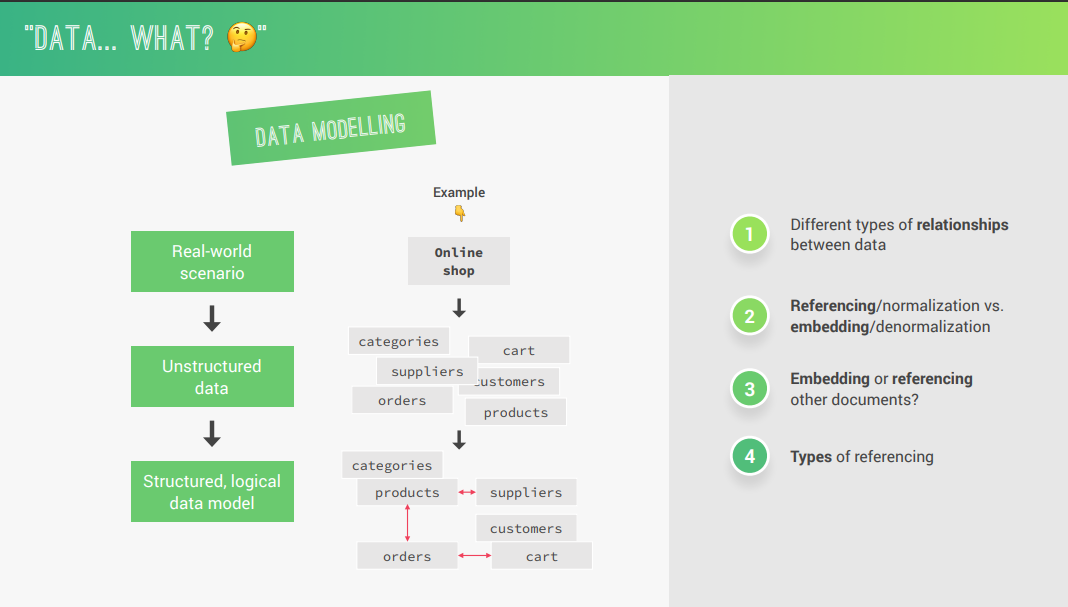 "DATA... WHAT? 🤔"
DATA MODELLING
Real-world
scenario
Unstructured
data
Structured, logical
data model
Example
👇
Online
shop
categories
cart
suppliers
customers
orders
products
categories
products
suppliers
customers
orders
cart
1
Different types of relationships
between data
2
Referencing/normalization vs.
embedding/denormalization
3
Embedding or referencing
other documents?
4
Types of referencing